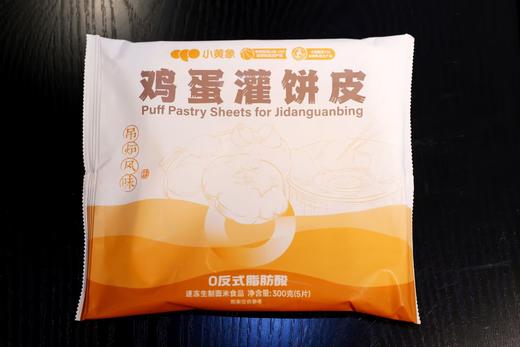 小黄象
鸡蛋灌饼皮
Puff Pastry Sheets for Jidanguanbing
吊炉风味
0反式脂肪酸
速冻生制面米食品 净含量:300克(5片)